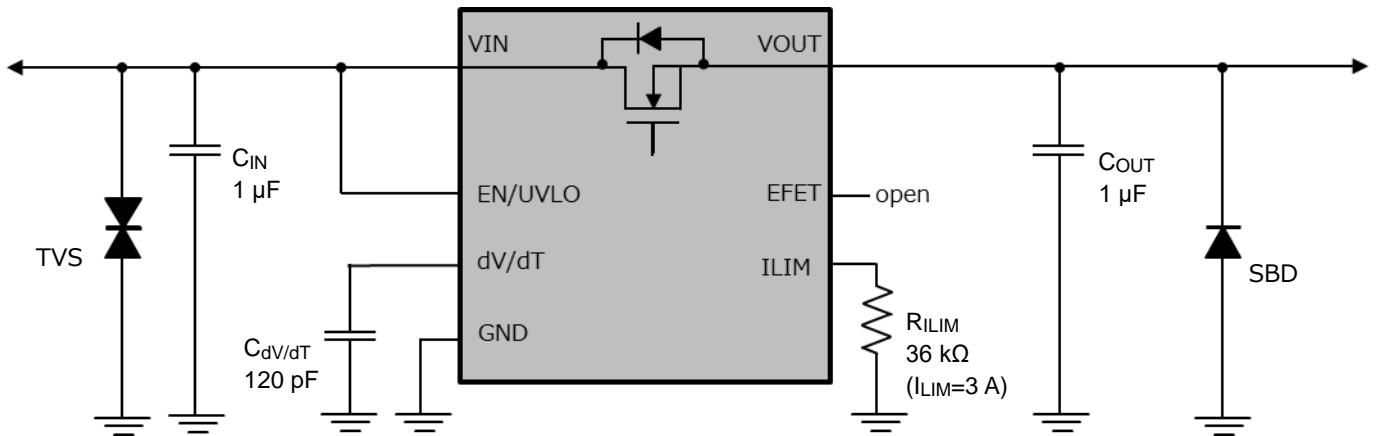 VIN
VOUT
CIN
1 µF
COUT
1 µF
EN/UVLO
EFET
open
TVS
dV/dT
ILIM
SBD
GND
CdV/dT
120 pF
RILIM
36 kΩ
(ILIM=3 A)